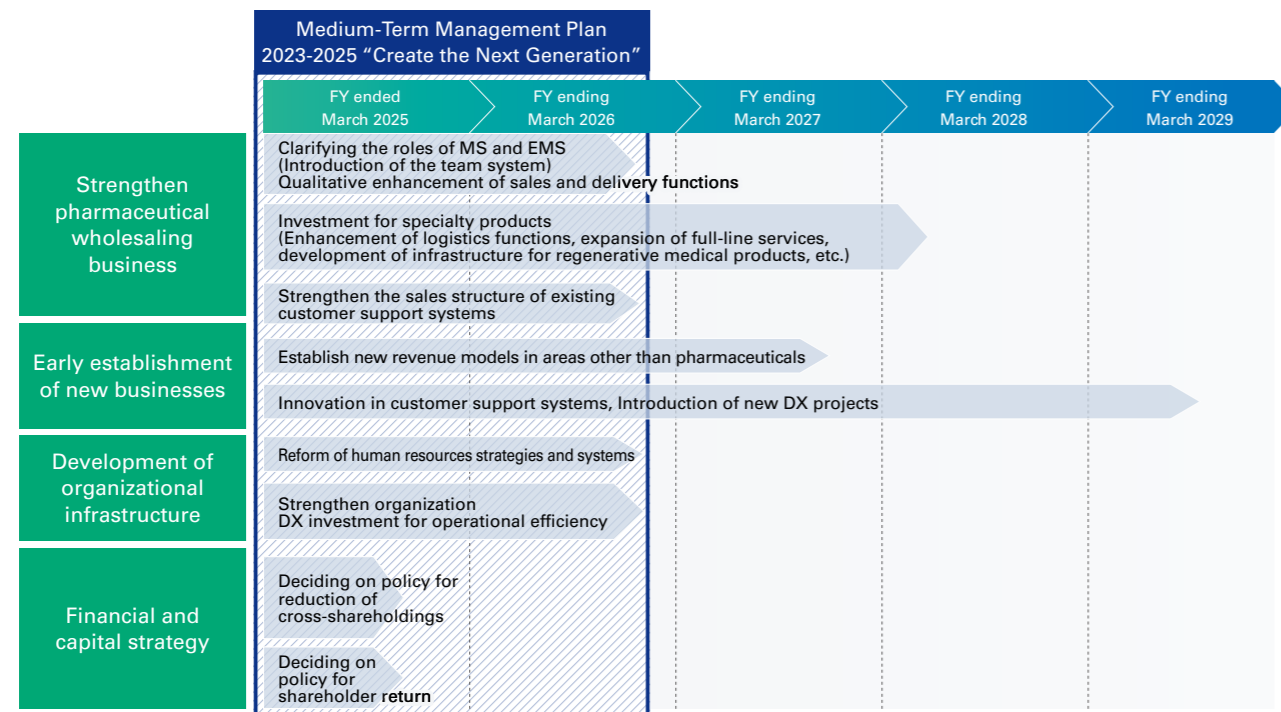 Medium-Term Management Plan
2023-2025 “Create the Next Generation”
FY ended
March 2025
FY ending
March 2026
FY ending
March 2027
FY ending
March 2028
FY ending
March 2029
Strengthen
pharmaceutical
wholesaling
business
Clarifying the roles of MS and EMS
(Introduction of the team system)
Qualitative enhancement of sales and delivery functions
Investment for specialty products
(Enhancement of logistics functions, expansion of full-line services,
development of infrastructure for regenerative medical products, etc.)
Strengthen the sales structure of existing
customer support systems
Early establishment
of new businesses
Establish new revenue models in areas other than pharmaceuticals
Innovation in customer support systems, Introduction of new DX projects
Development of
organizational
infrastructure
Reform of human resources strategies and systems
Strengthen organization
DX investment for operational efficiency
Financial and
capital strategy
Deciding on policy for
reduction of
cross-shareholdings
Deciding on
policy for
shareholder return